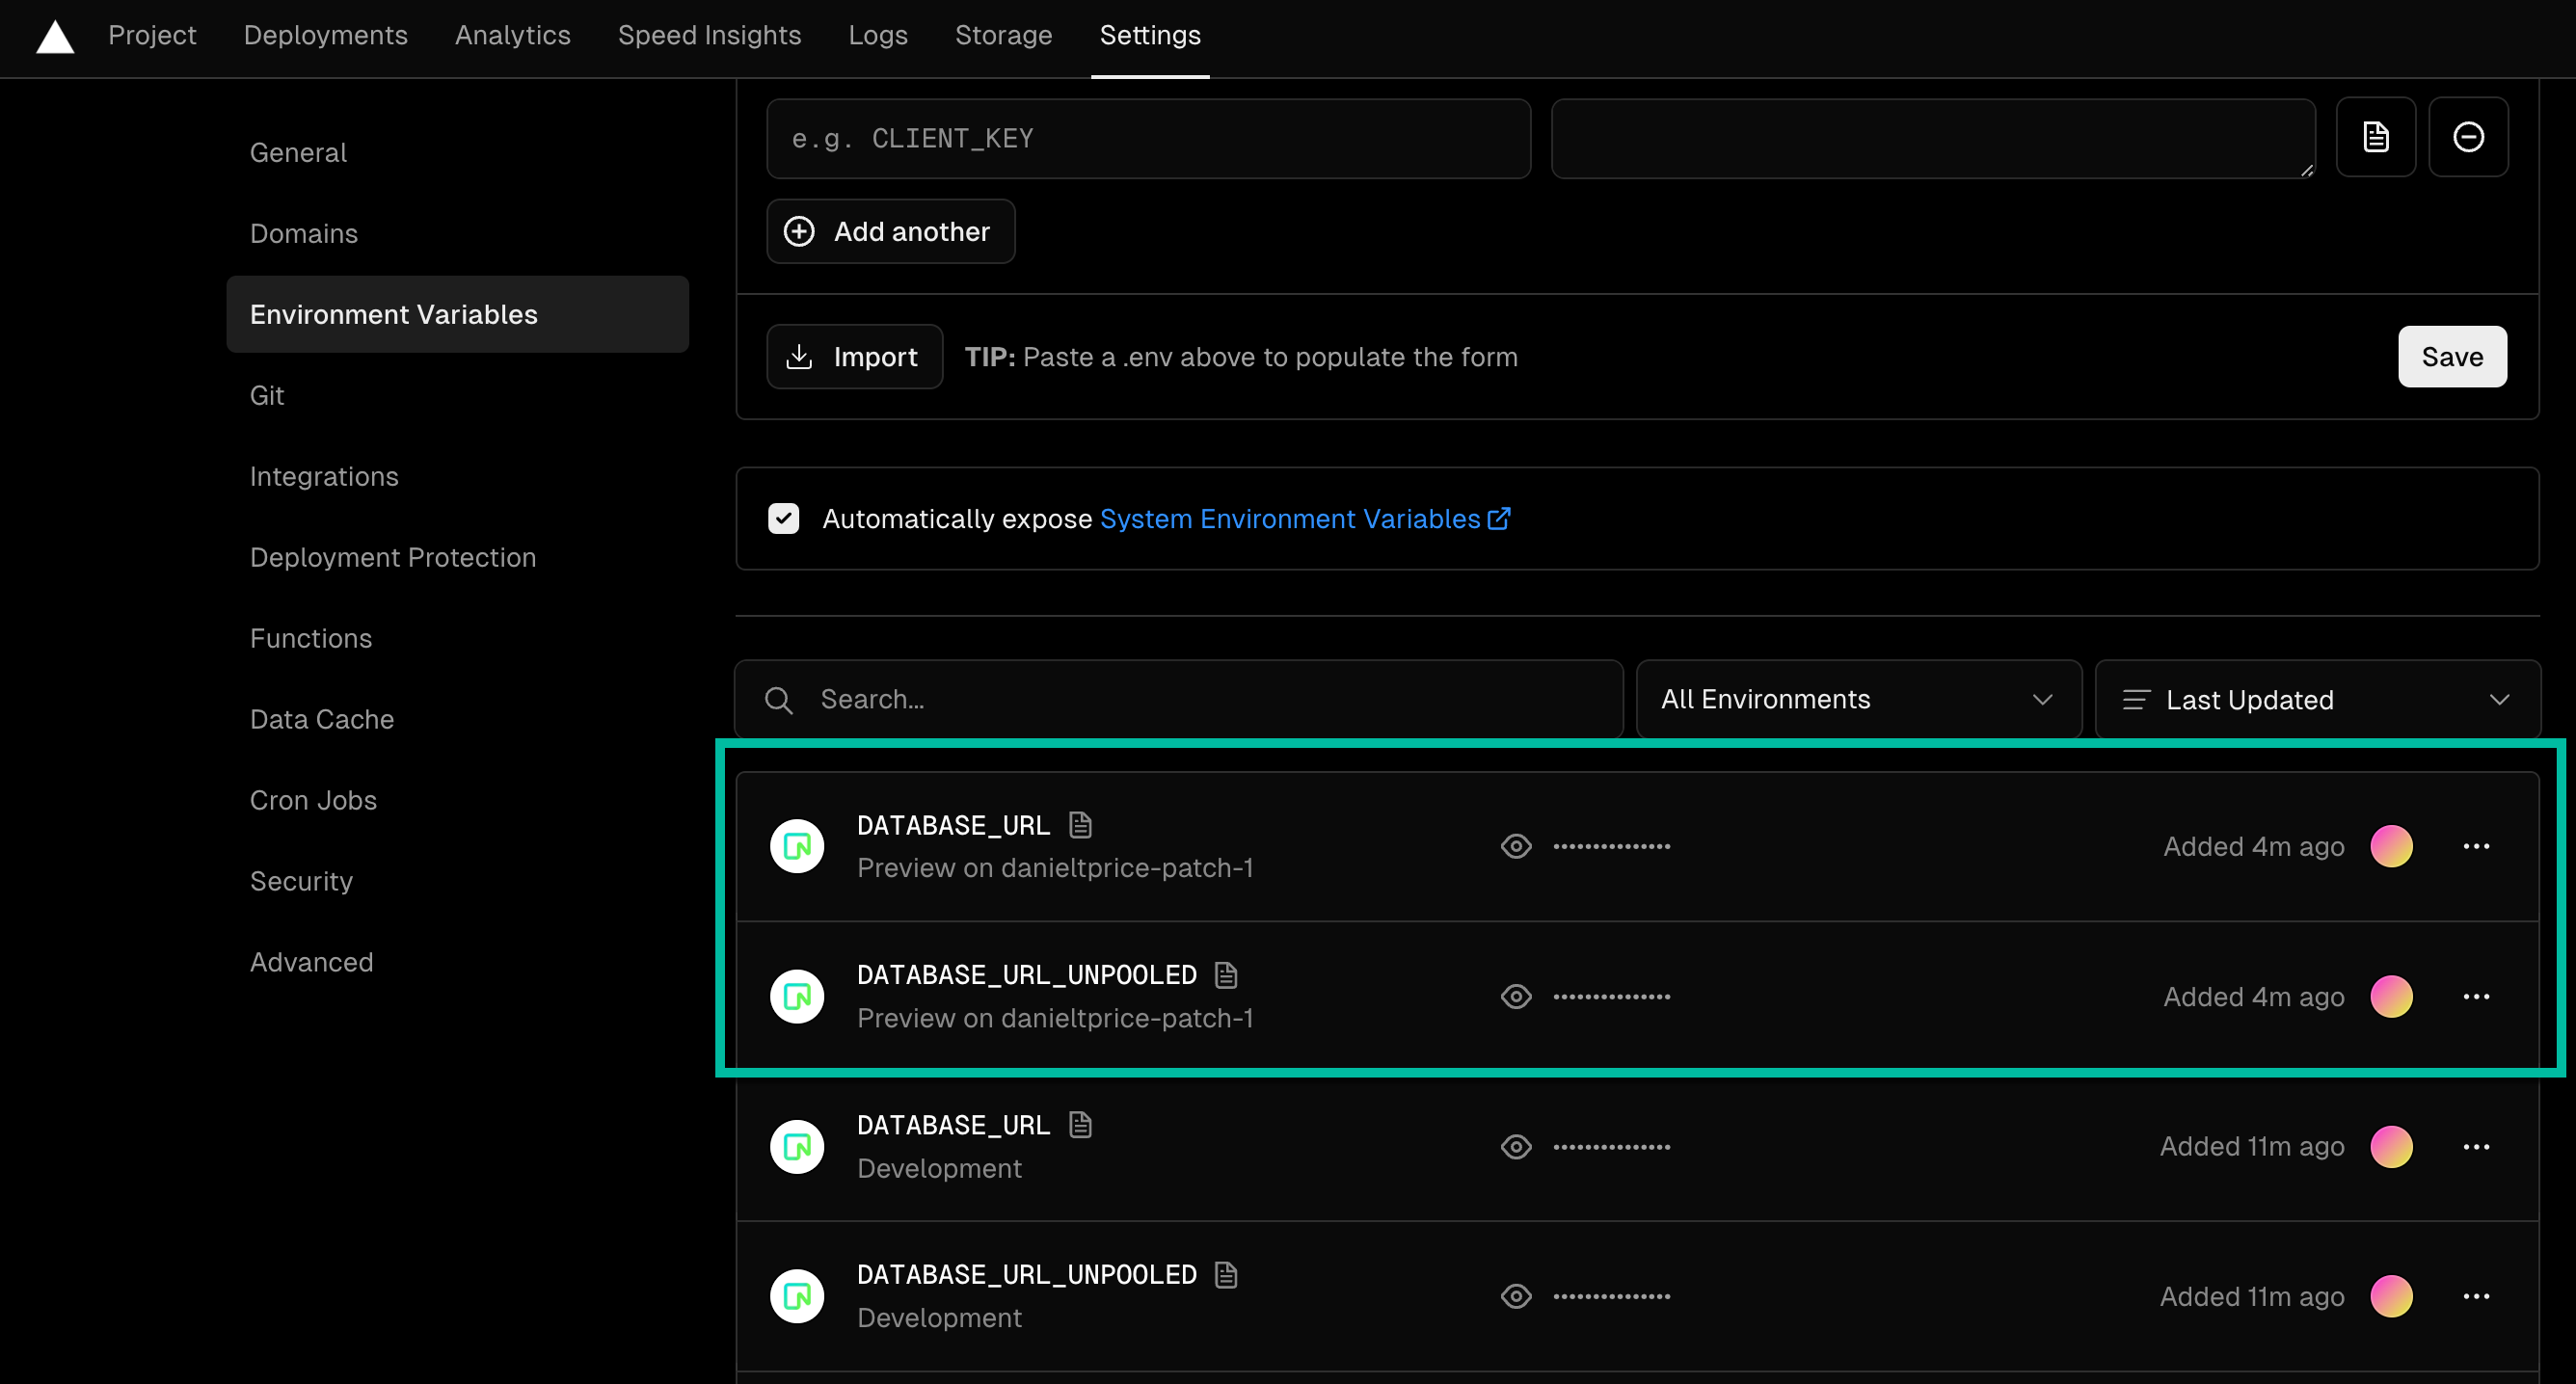 Project Deployments Analytics Speed Insights Logs Storage Settings
General
Domains
Environment Variables
Git
Integrations
Deployment Protection
Functions
Data Cache
Cron Jobs
Security
Advanced
e.g. CLIENT_KEY
Add another
Import TIP: Paste a .env above to populate the form Save
Automatically expose System Environment Variables
Search... All Environments Last Updated
DATABASE_URL
Preview on danieltprice-patch-1
Added 4m ago
DATABASE_URL_UNPOOLED
Preview on danieltprice-patch-1
Added 4m ago
DATABASE_URL
Development
Added 11m ago
DATABASE_URL_UNPOOLED
Development
Added 11m ago